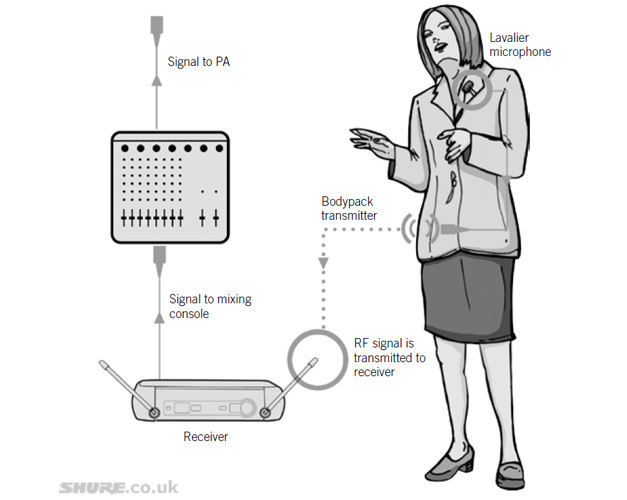 Signal to PA
Lavalier
microphone
Bodypack
transmitter
Signal to mixing
console
RF signal is
transmitted to
receiver
Receiver
SHURE.co.uk